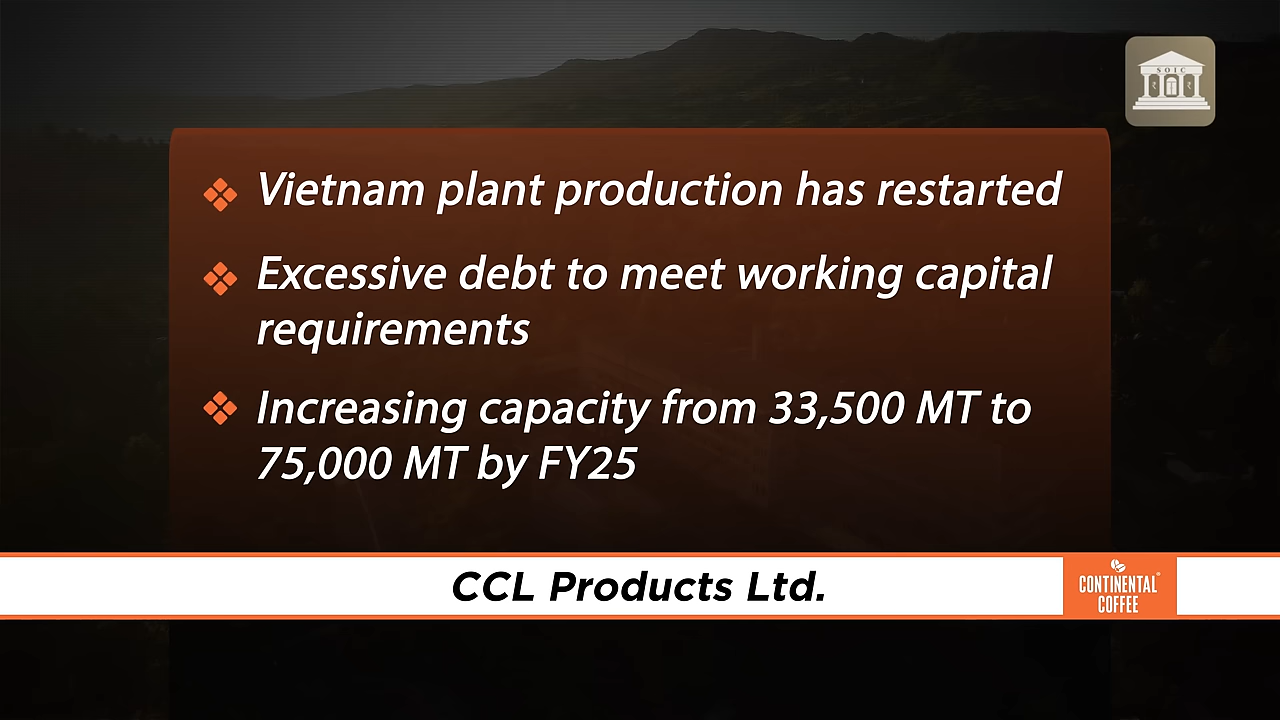 SOIC
Vietnam plant production has restarted
Excessive debt to meet working capital
requirements
Increasing capacity from 33,500 MT to
75,000 MT by FY25
CCL Products Ltd.
CONTINENTAL
COFFEE